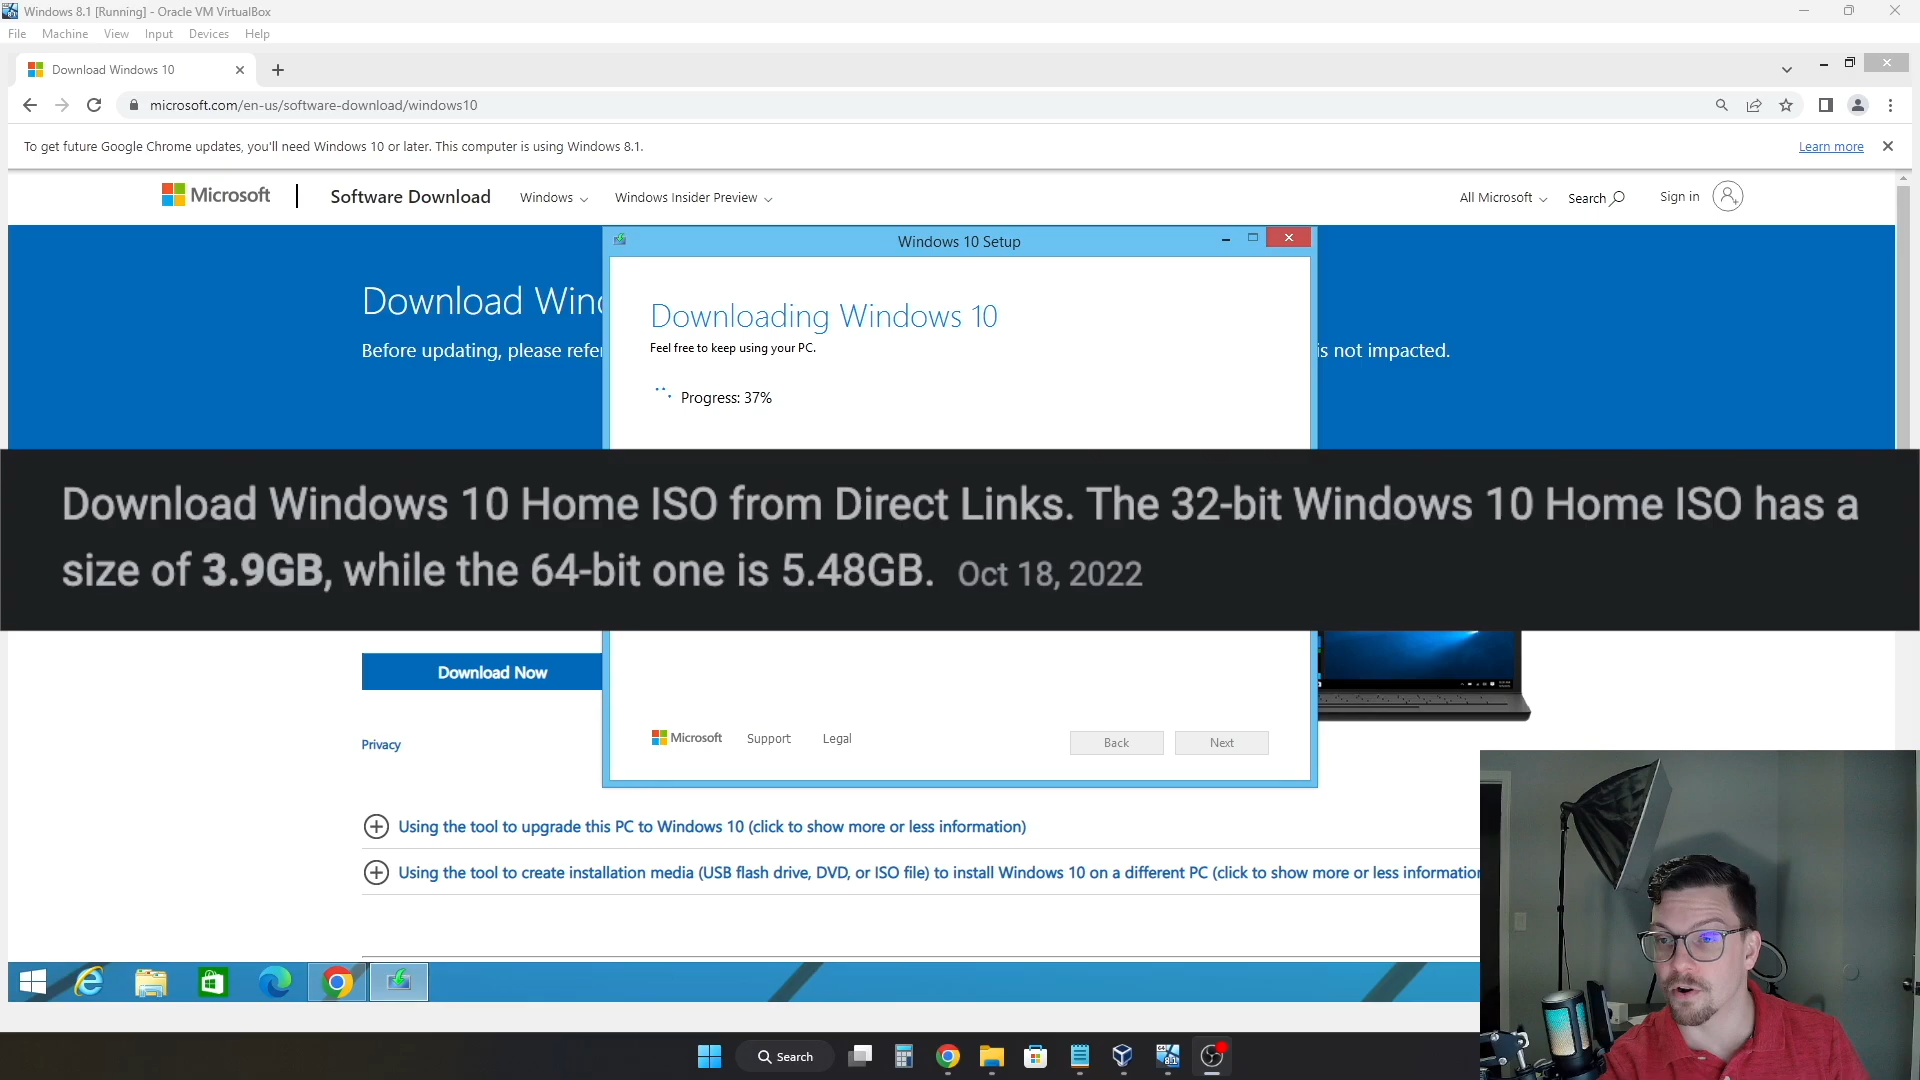 Windows 8.1 [Running] - Oracle VM VirtualBox
File Machine View Input Devices Help
Download Windows 10
microsoft.com/en-us/software-download/windows10
To get future Google Chrome updates, you'll need Windows 10 or later. This computer is using Windows 8.1.
Learn more
Microsoft
Software Download
Windows
Windows Insider Preview
All Microsoft
Search
Sign in
Windows 10 Setup
Download Wind
Before updating, please refe
is not impacted.
Downloading Windows 10
Feel free to keep using your PC.
Progress: 37%
Download Windows 10 Home ISO from Direct Links. The 32-bit Windows 10 Home ISO has a
size of 3.9GB, while the 64-bit one is 5.48GB. Oct 18, 2022
Download Now
Microsoft
Support
Legal
Back
Next
Privacy
Using the tool to upgrade this PC to Windows 10 (click to show more or less information)
Using the tool to create installation media (USB flash drive, DVD, or ISO file) to install Windows 10 on a different PC (click to show more or less information
Search